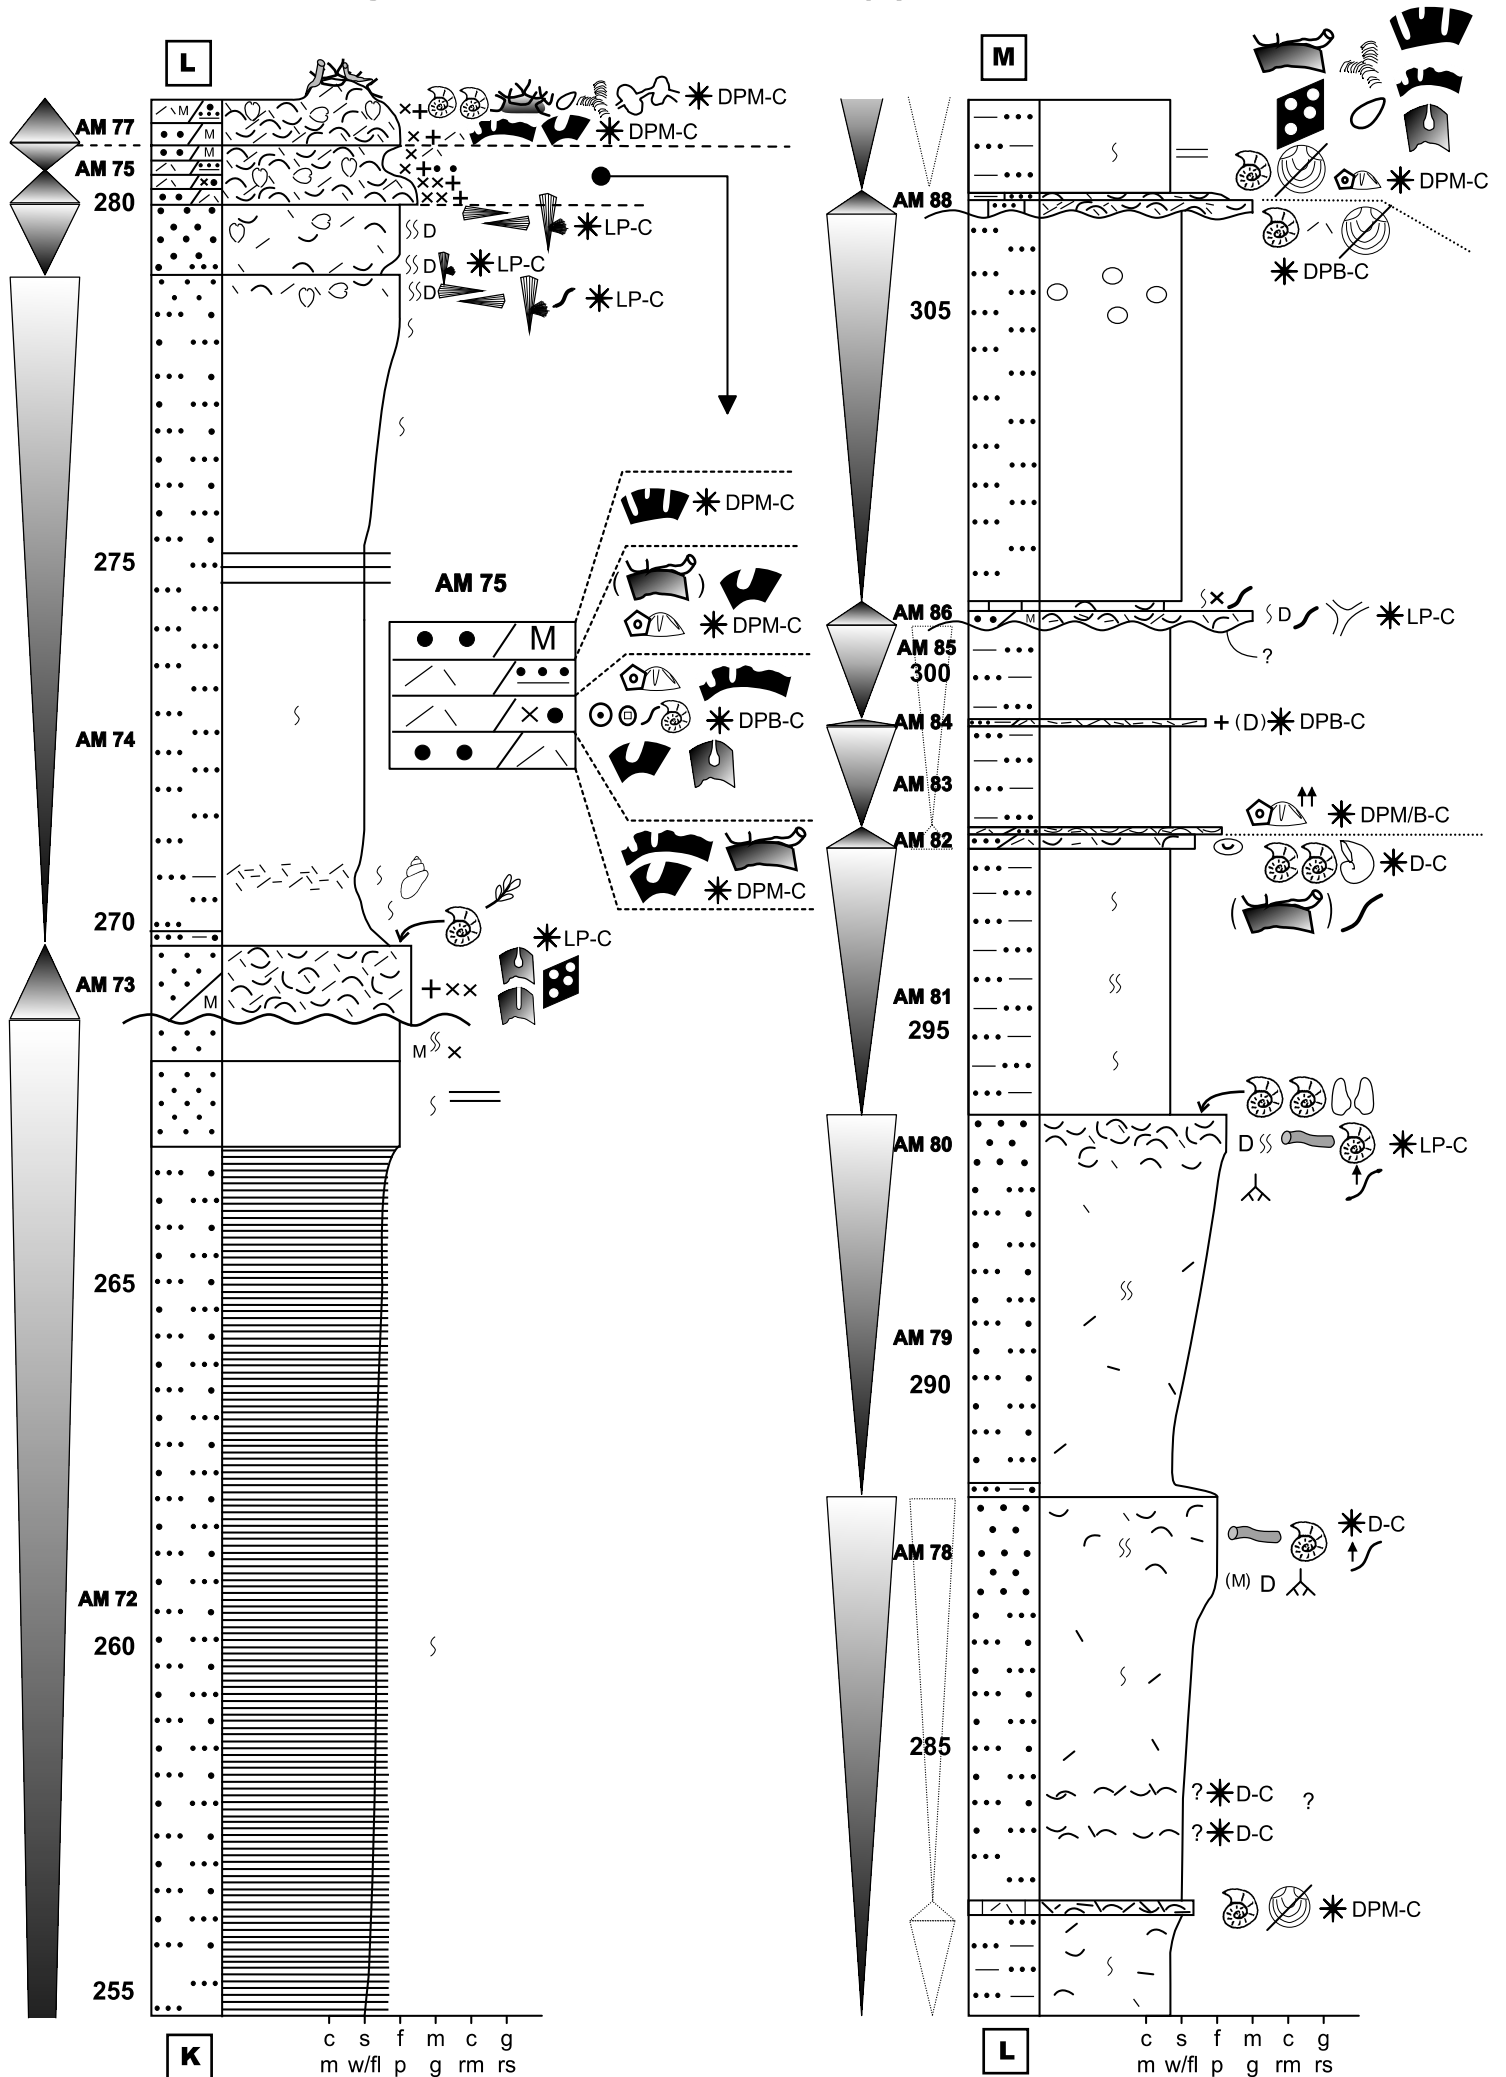 L
M
AM 77
M
DPM-C
M
DPM-C
AM 75
M
280
D
LP-C
D
LP-C
D
LP-C
275
AM 75
M
DPM-C
DPM-C
DPB-C
DPM-C
AM 74
270
LP-C
AM 73
M
M
265
AM 72
260
255
c s f m c g
m w/fl p g rm rs
K
DPM-C
AM 88
DPB-C
305
AM 86
M
D
LP-C
AM 85
?
300
AM 84
(D)
DPB-C
AM 83
DPM/B-C
AM 82
D-C
AM 81
295
AM 80
D
LP-C
AM 79
290
AM 78
D-C
(M) D
285
? D-C ?
? D-C
DPM-C
c s f m c g
m w/fl p g rm rs
L